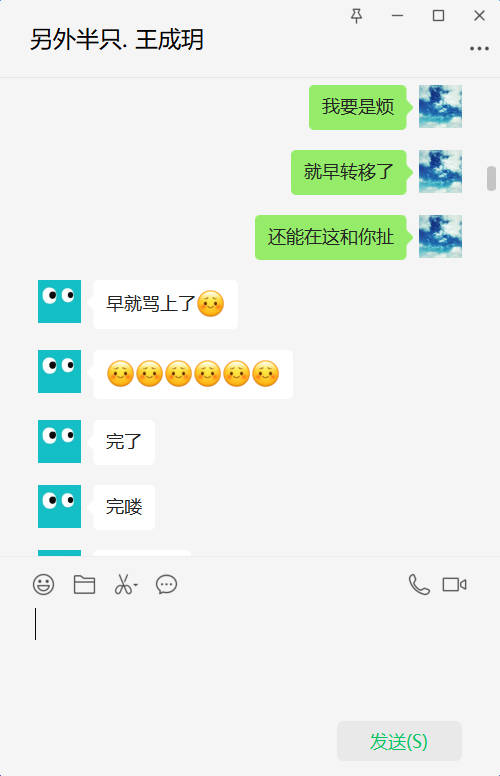 另外半只. 王成玥
我要是烦
就早转移了
还能在这和你扯
早就骂上了
完了
完喽
发送(S)